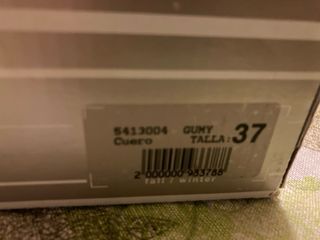 5413004 GUMY
Cuero TALLA: 37
2 000000 983788
fall / winter